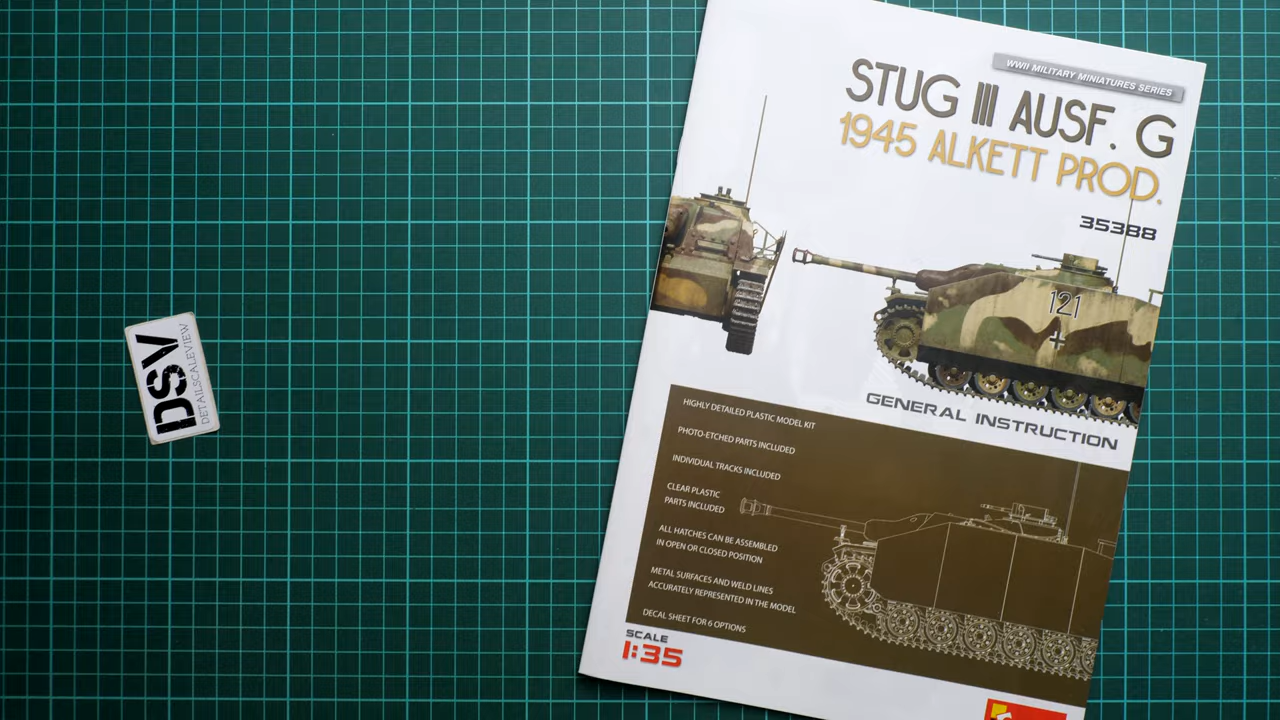 WWII MILITARY MINIATURES SERIES
STUG III AUSF. G
1945 ALKETT PROD.
35388
121
GENERAL INSTRUCTION
HIGHLY DETAILED PLASTIC MODEL KIT
PHOTO-ETCHED PARTS INCLUDED
INDIVIDUAL TRACKS INCLUDED
CLEAR PLASTIC
PARTS INCLUDED
ALL HATCHES CAN BE ASSEMBLED
IN OPEN OR CLOSED POSITION
METAL SURFACES AND WELD LINES
ACCURATELY REPRESENTED IN THE MODEL
DECAL SHEET FOR 6 OPTIONS
SCALE
1:35
DSV
DETAILSCALEVIEW